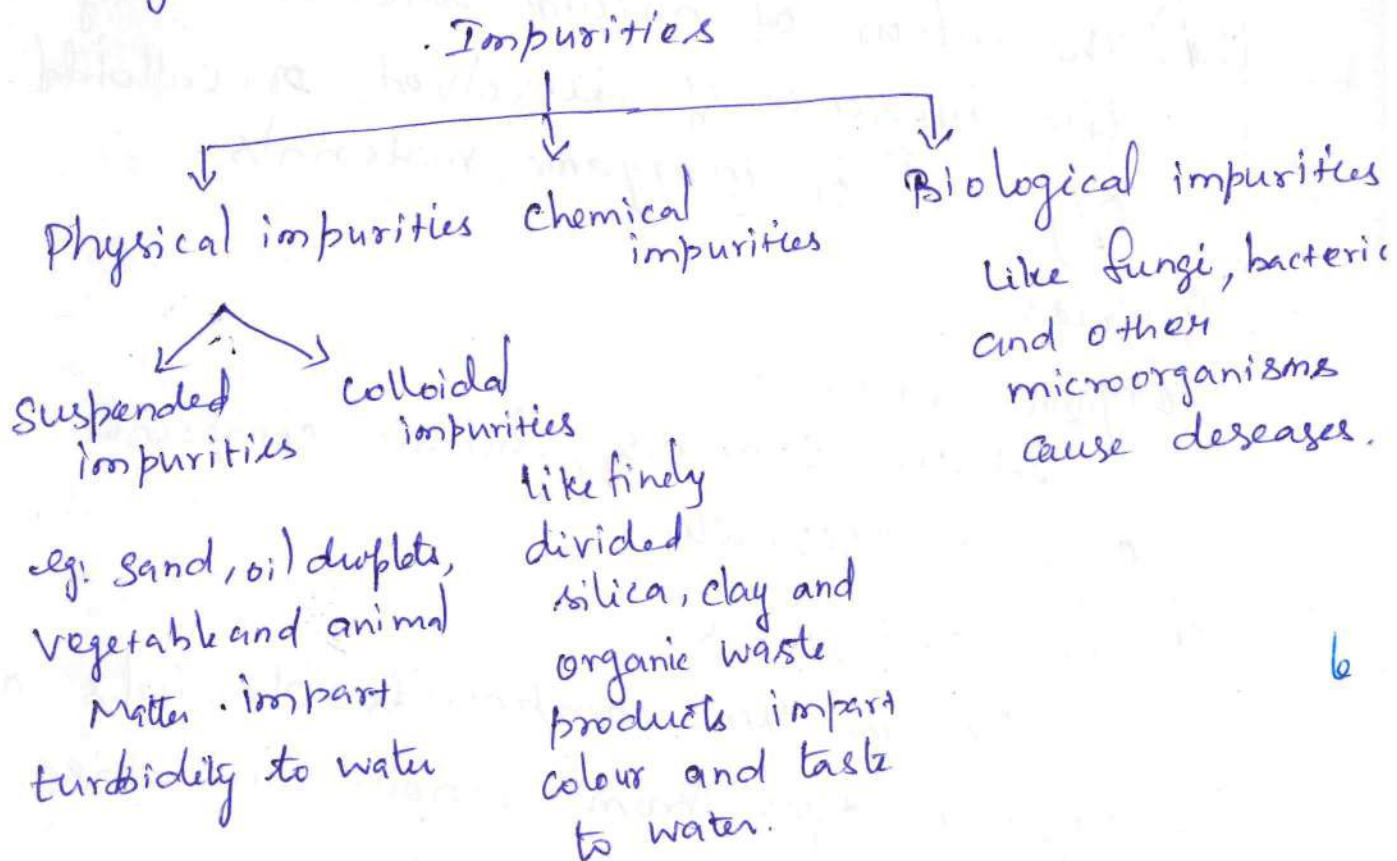 . Impurities
Physical impurities
Chemical
impurities
Biological impurities
like fungi, bacteric
and other
microorganisms
cause deseases.
Suspended
impurities
Colloidal
impurities
eg: sand, oil droplets,
vegetable and animal
Matter . impart
turbidity to water
like finely
divided
silica, clay and
organic waste
products impart
colour and taste
to water.
6